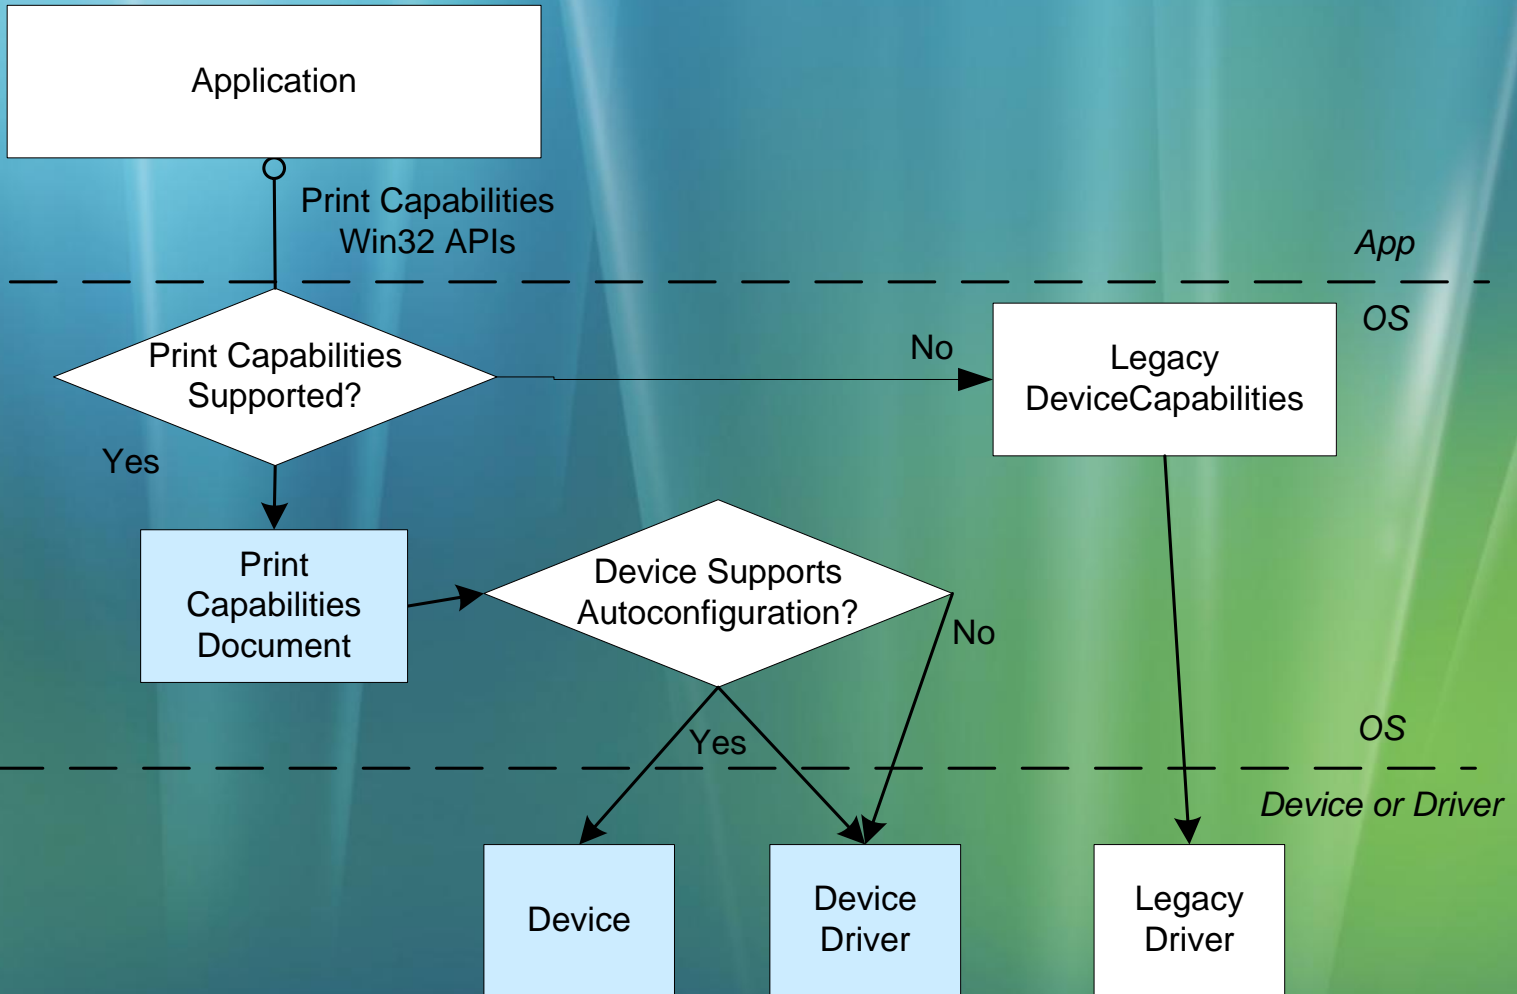 Application
Print Capabilities
Win32 APIs
App
OS
Print Capabilities
Supported?
No
Legacy
DeviceCapabilities
Yes
Print
Capabilities
Document
Device Supports
Autoconfiguration?
No
Yes
OS
Device or Driver
Device
Device
Driver
Legacy
Driver